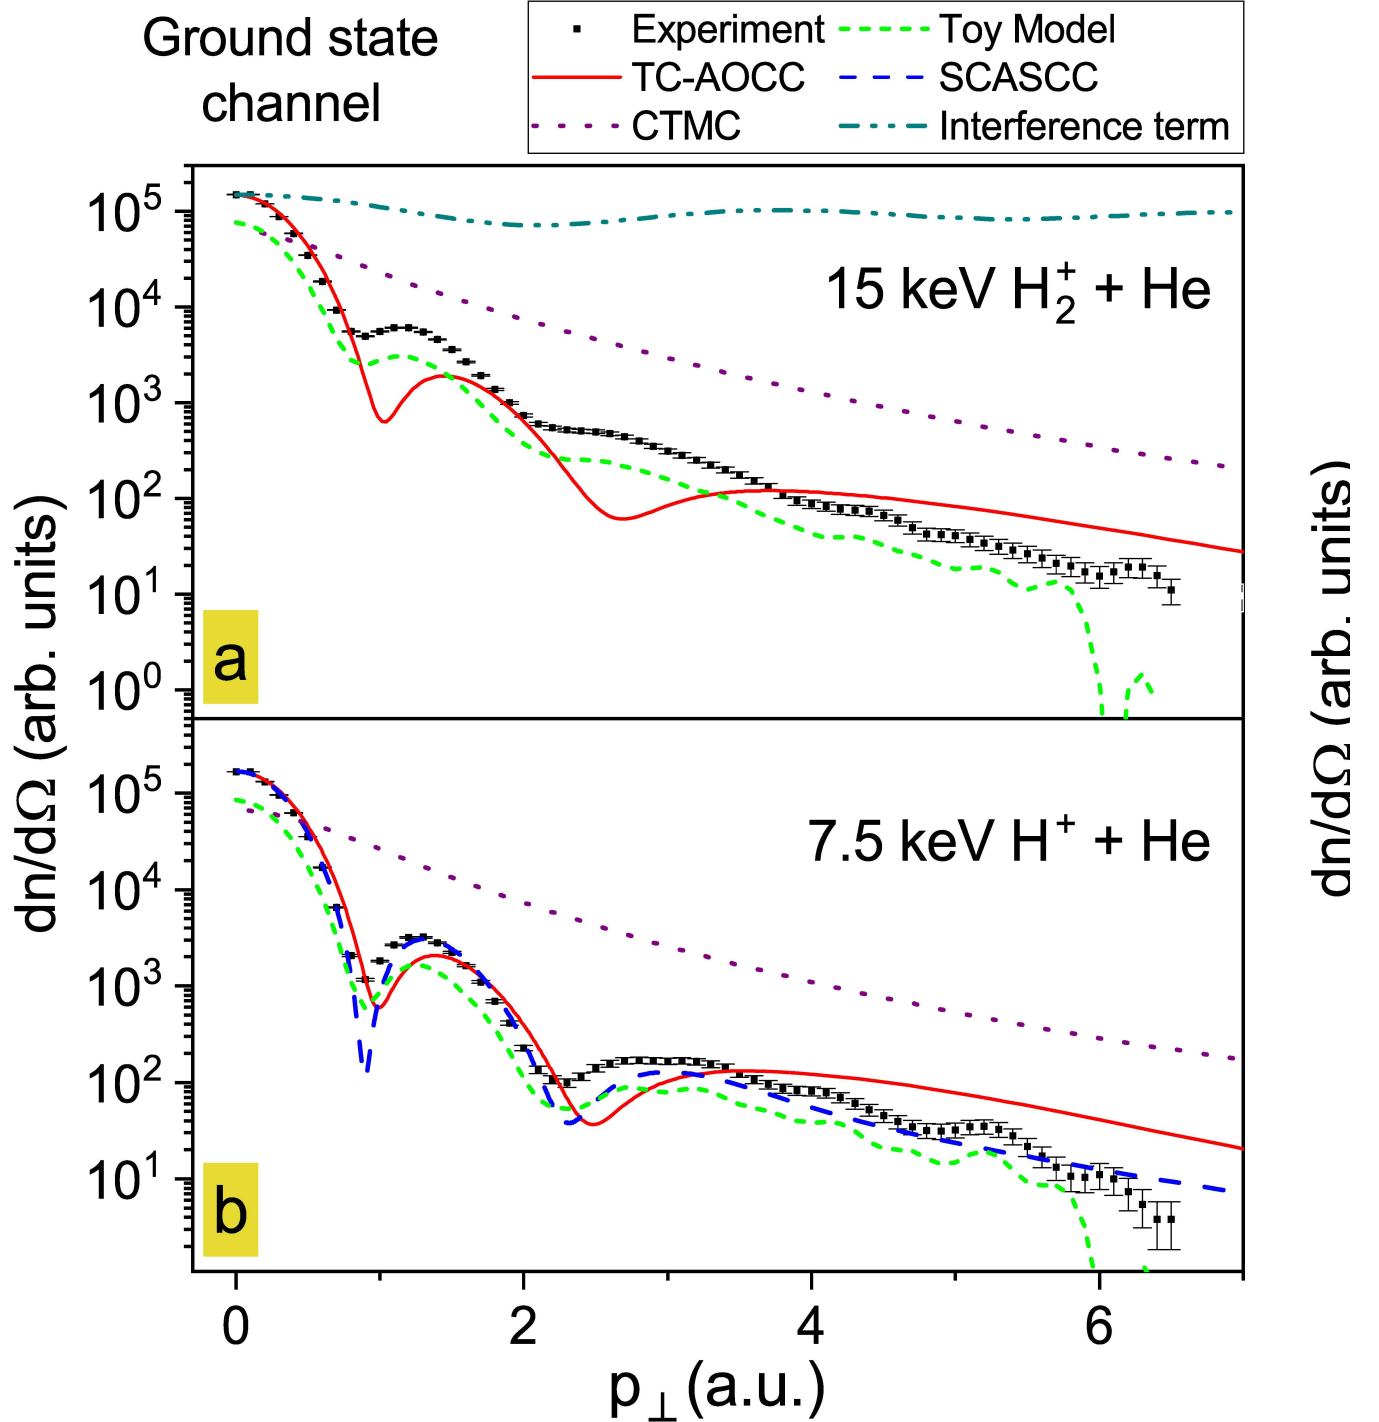 Ground state
channel
Experiment
Toy Model
TC-AOCC
SCASCC
CTMC
Interference term
dn/dΩ (arb. units)
10⁵
10⁴
10³
10²
10¹
10⁰
15 keV H₂⁺ + He
a
10⁵
10⁴
10³
10²
10¹
7.5 keV H⁺ + He
b
0 2 4 6
p⊥ (a.u.)
dn/dΩ (arb. units)